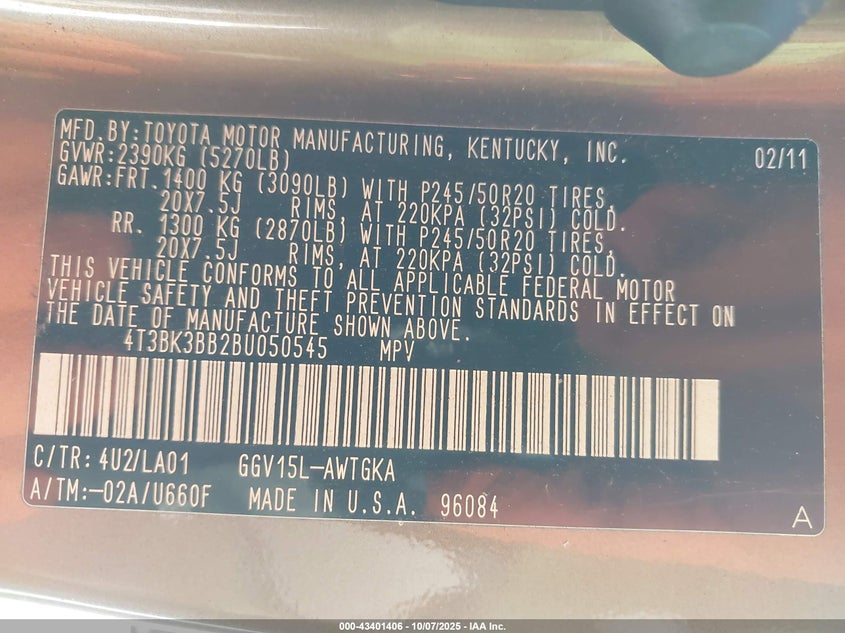 MFD.BY:TOYOTA MOTOR MANUFACTURING, KENTUCKY, INC. 02/11
GVWR:2390KG (5270LB)
GAWR:FRT.1400 KG (3090LB) WITH P245/50R20 TIRES,
20X7.5J RIMS, AT 220KPA (32PSI) COLD.
RR. 1300 KG (2870LB) WITH P245/50R20 TIRES,
20X7.5J RIMS, AT 220KPA (32PSI) COLD.
THIS VEHICLE CONFORMS TO ALL APPLICABLE FEDERAL MOTOR
VEHICLE SAFETY AND THEFT PREVENTION STANDARDS IN EFFECT ON
THE DATE OF MANUFACTURE SHOWN ABOVE.
4T3BK3BB2BU050545 MPV
C/TR: 4U2/LA01 GGV15L-AWTGKA
A/TM:-02A/U660F MADE IN U.S.A. 96084
A
000-43401406 - 10/07/2025 - IAA Inc.